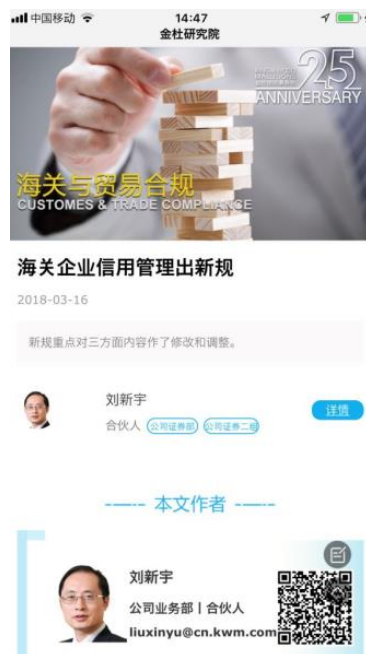 中国移动
14:47
金杜研究院
25
ANNIVERSARY
海关与贸易合规
CUSTOMES & TRADE COMPLIANCE
海关企业信用管理出新规
2018-03-16
新规重点对三方面内容作了修改和调整。
刘新宇
详情
合伙人 公司证券部 公司证券二部
本文作者
刘新宇
公司业务部丨合伙人
liuxinyu@cn.kwm.com